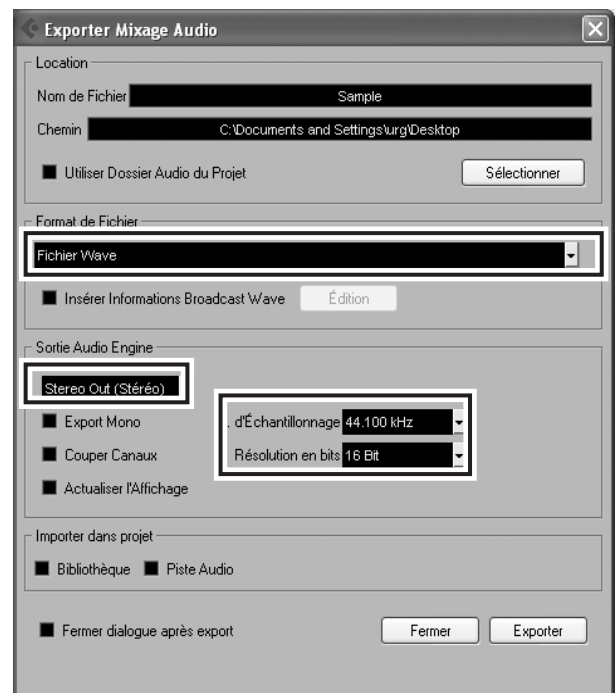 Exporter Mixage Audio
Location
Nom de Fichier Sample
Chemin C:\Documents and Settings\urg\Desktop
Utiliser Dossier Audio du Projet Sélectionner
Format de Fichier
Fichier Wave
Insérer Informations Broadcast Wave Édition
Sortie Audio Engine
Stereo Out (Stéréo)
Export Mono . d'Échantillonnage 44.100 kHz
Couper Canaux Résolution en bits 16 Bit
Actualiser l'Affichage
Importer dans projet
Bibliothèque Piste Audio
Fermer dialogue après export Fermer Exporter